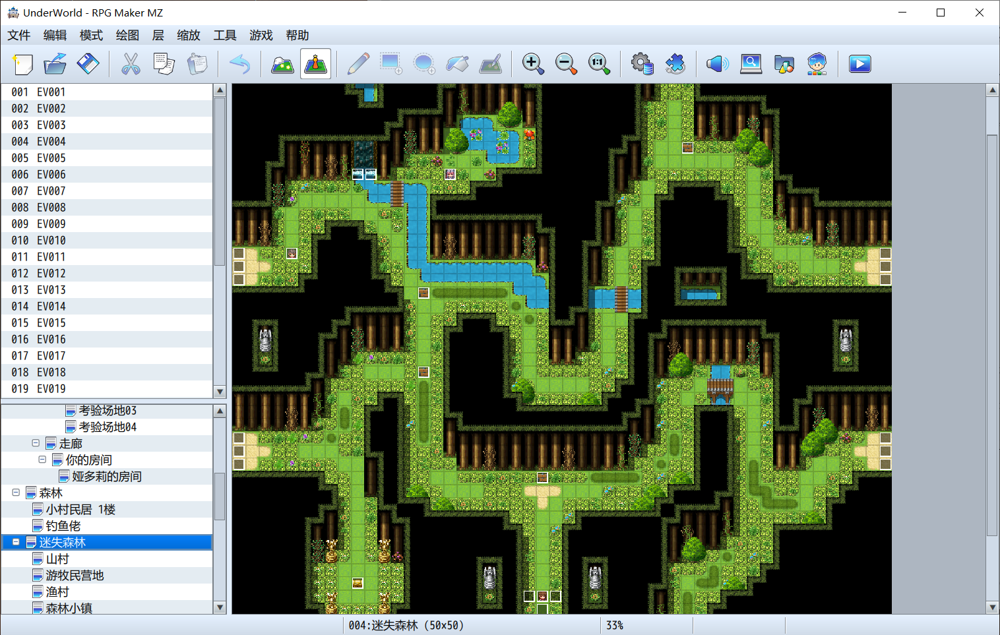 UnderWorld - RPG Maker MZ
文件 编辑 模式 绘图 层 缩放 工具 游戏 帮助
1:1
001 EV001
002 EV002
003 EV003
004 EV004
005 EV005
006 EV006
007 EV007
008 EV008
009 EV009
010 EV010
011 EV011
012 EV012
013 EV013
014 EV014
015 EV015
016 EV016
017 EV017
018 EV018
019 EV019
考验场地03
考验场地04
走廊
你的房间
娅多莉的房间
森林
小村民居 1楼
钓鱼佬
迷失森林
山村
游牧民营地
渔村
森林小镇
004:迷失森林 (50x50) 33%